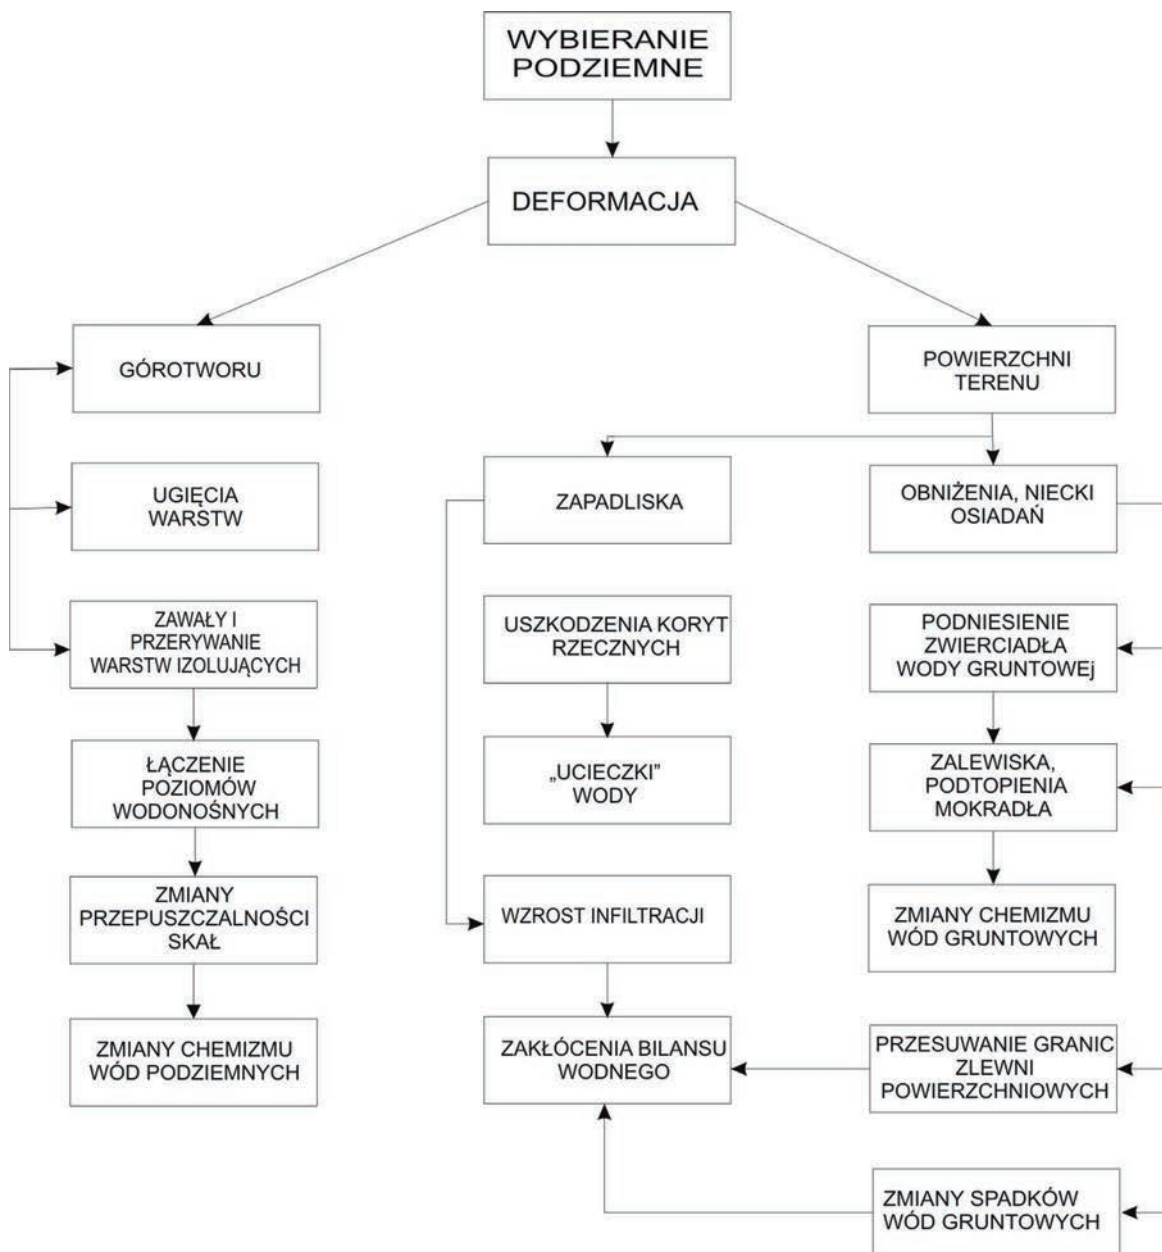 WYBIERANIE
PODZIEMNE
DEFORMACJA
GÓROTWORU
POWIERZCHNI
TERENU
UGIĘCIA
WARSTW
ZAPADLISKA
OBNIŻENIA, NIECKI
OSIADAŃ
ZAWAŁY I
PRZERYWANIE
WARSTW IZOLUJĄCYCH
USZKODZENIA KORYT
RZECZNYCH
PODNIESIENIE
ZWIERCIADŁA
WODY GRUNTOWEj
ŁĄCZENIE
POZIOMÓW
WODONOŚNYCH
„UCIECZKI”
WODY
ZALEWISKA,
PODTOPIENIA
MOKRADŁA
ZMIANY
PRZEPUSZCZALNOŚCI
SKAŁ
WZROST INFILTRACJI
ZMIANY CHEMIZMU
WÓD GRUNTOWYCH
ZMIANY CHEMIZMU
WÓD PODZIEMNYCH
ZAKŁÓCENIA BILANSU
WODNEGO
PRZESUWANIE GRANIC
ZLEWNI
POWIERZCHNIOWYCH
ZMIANY SPADKÓW
WÓD GRUNTOWYCH